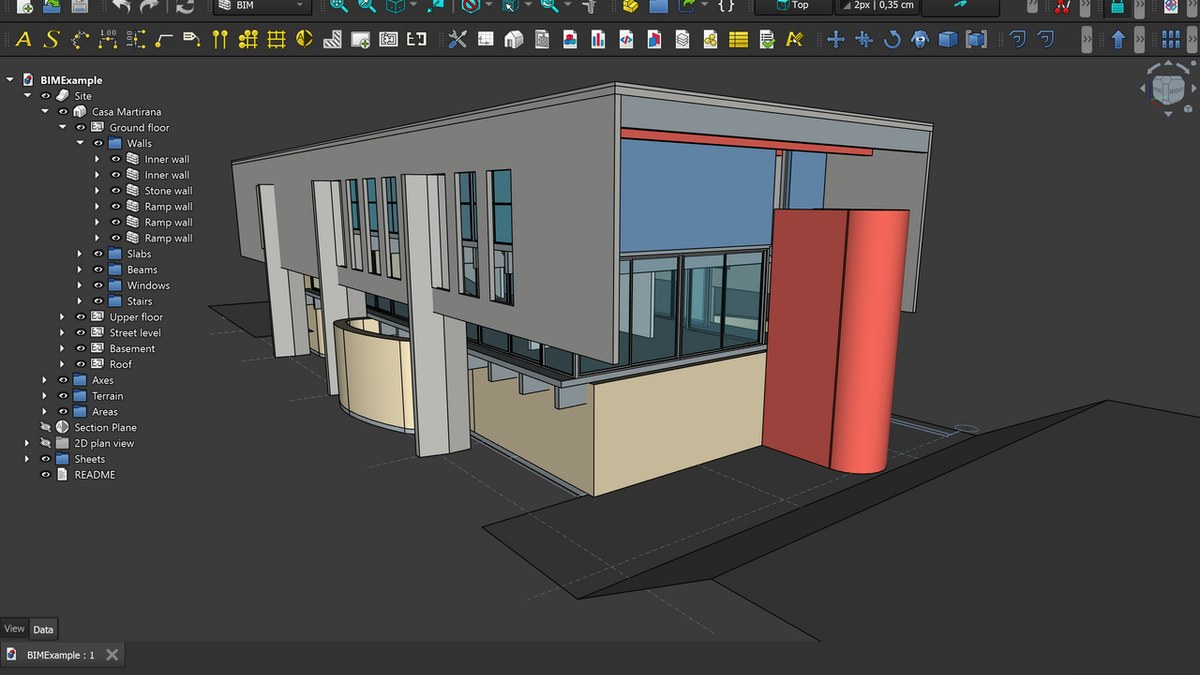 BIM
Top
2px | 0,35 cm
A S 1.00
BIMExample
Site
Casa Martirana
Ground floor
Walls
Inner wall
Inner wall
Stone wall
Ramp wall
Ramp wall
Ramp wall
Slabs
Beams
Windows
Stairs
Upper floor
Street level
Basement
Roof
Axes
Terrain
Areas
Section Plane
2D plan view
Sheets
README
View
Data
BIMExample : 1